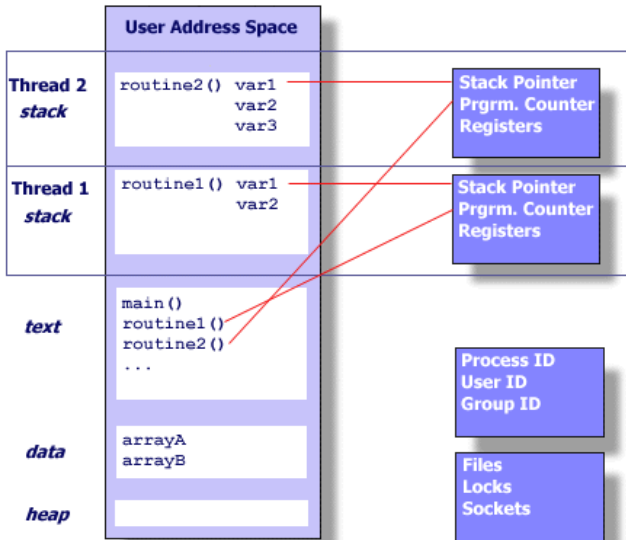 User Address Space
Thread 2
stack
routine2() var1
var2
var3
Stack Pointer
Prgrm. Counter
Registers
Thread 1
stack
routine1() var1
var2
Stack Pointer
Prgrm. Counter
Registers
text
main()
routine1()
routine2()
...
Process ID
User ID
Group ID
data
arrayA
arrayB
Files
Locks
Sockets
heap